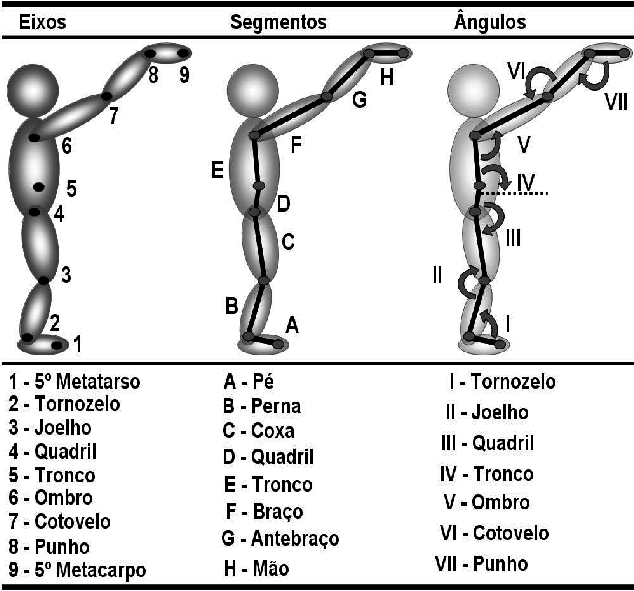 Eixos Segmentos Ângulos
8 9
7
6
5
4
3
2
1
H
G
F
E
D
C
B
A
VI
VII
V
IV
III
II
I
1 - 5º Metatarso
2 - Tornozelo
3 - Joelho
4 - Quadril
5 - Tronco
6 - Ombro
7 - Cotovelo
8 - Punho
9 - 5º Metacarpo
A - Pé
B - Perna
C - Coxa
D - Quadril
E - Tronco
F - Braço
G - Antebraço
H - Mão
I - Tornozelo
II - Joelho
III - Quadril
IV - Tronco
V - Ombro
VI - Cotovelo
VII - Punho